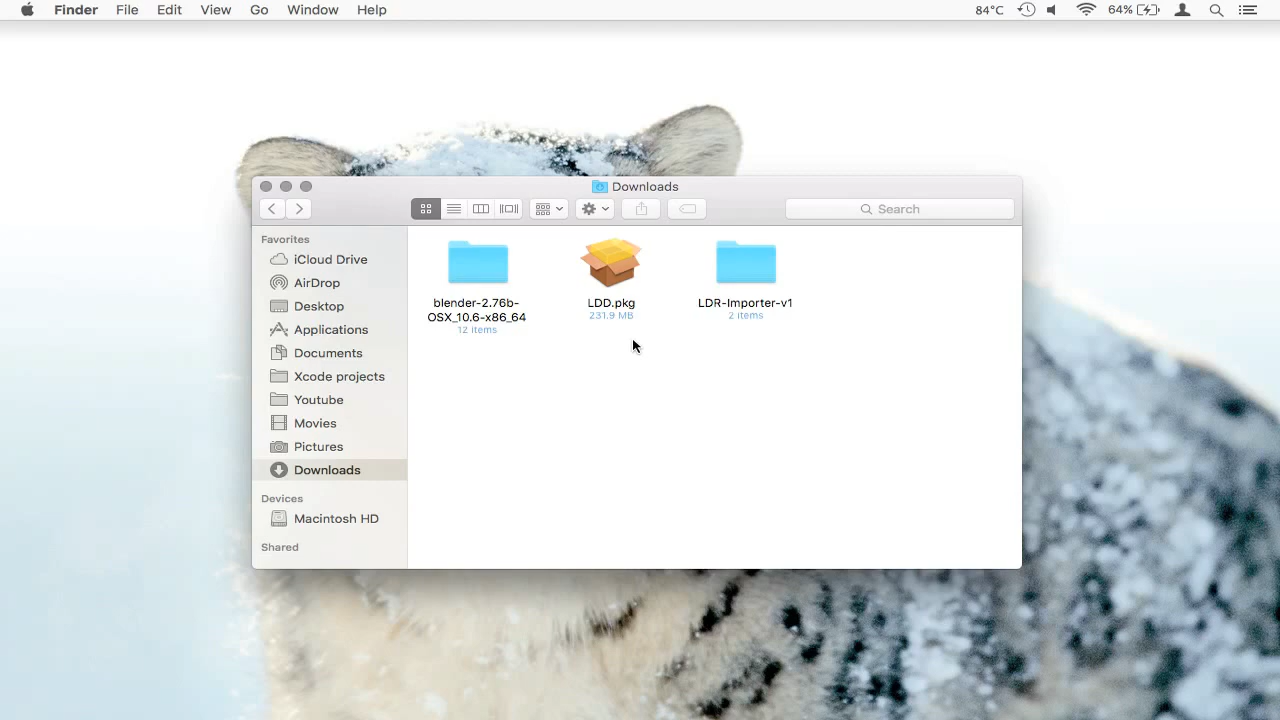 Finder File Edit View Go Window Help 84°C 64%
Downloads
Search
Favorites
iCloud Drive
AirDrop
Desktop
Applications
Documents
Xcode projects
Youtube
Movies
Pictures
Downloads
Devices
Macintosh HD
Shared
blender-2.76b-
OSX_10.6-x86_64
12 items
LDD.pkg
231.9 MB
LDR-Importer-v1
2 items